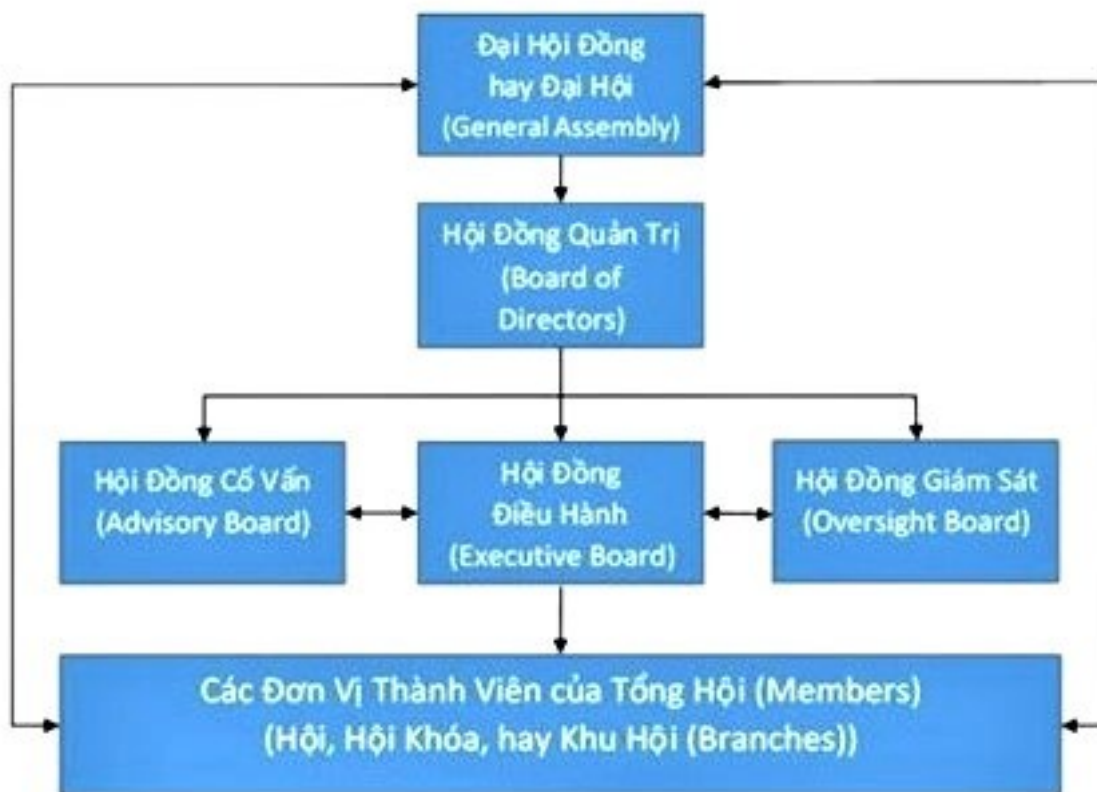 Đại Hội Đồng
hay Đại Hội
(General Assembly)
Hội Đồng Quản Trị
(Board of
Directors)
Hội Đồng Cố Vấn
(Advisory Board)
Hội Đồng
Điều Hành
(Executive Board)
Hội Đồng Giám Sát
(Oversight Board)
Các Đơn Vị Thành Viên của Tổng Hội (Members)
(Hội, Hội Khóa, hay Khu Hội (Branches))